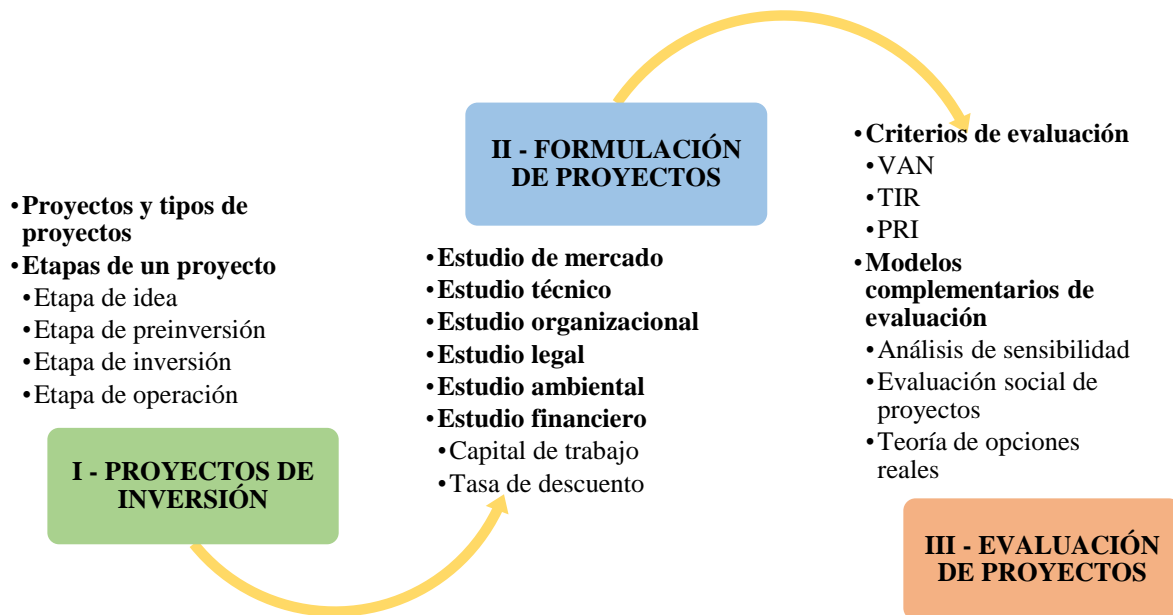 • Proyectos y tipos de
proyectos
• Etapas de un proyecto
• Etapa de idea
• Etapa de preinversión
• Etapa de inversión
• Etapa de operación
I - PROYECTOS DE
INVERSIÓN
II - FORMULACIÓN
DE PROYECTOS
• Estudio de mercado
• Estudio técnico
• Estudio organizacional
• Estudio legal
• Estudio ambiental
• Estudio financiero
• Capital de trabajo
• Tasa de descuento
• Criterios de evaluación
• VAN
• TIR
• PRI
• Modelos
complementarios de
evaluación
• Análisis de sensibilidad
• Evaluación social de
proyectos
• Teoría de opciones
reales
III - EVALUACIÓN
DE PROYECTOS